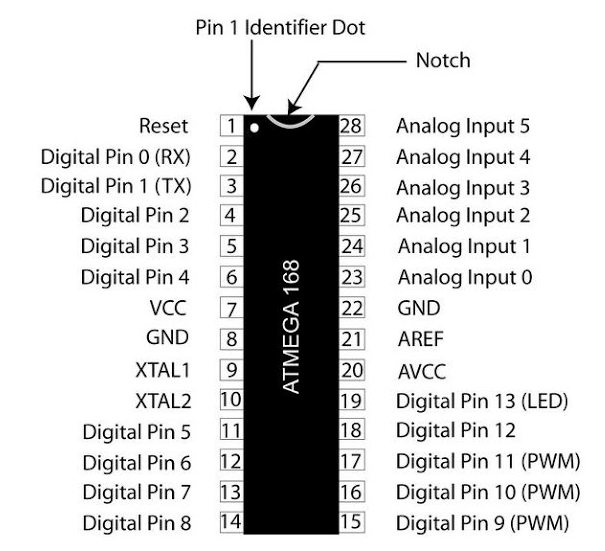 Pin 1 Identifier Dot
Notch
Reset 1 28 Analog Input 5
Digital Pin 0 (RX) 2 27 Analog Input 4
Digital Pin 1 (TX) 3 26 Analog Input 3
Digital Pin 2 4 25 Analog Input 2
Digital Pin 3 5 24 Analog Input 1
Digital Pin 4 6 23 Analog Input 0
VCC 7 22 GND
GND 8 21 AREF
XTAL1 9 20 AVCC
XTAL2 10 19 Digital Pin 13 (LED)
Digital Pin 5 11 18 Digital Pin 12
Digital Pin 6 12 17 Digital Pin 11 (PWM)
Digital Pin 7 13 16 Digital Pin 10 (PWM)
Digital Pin 8 14 15 Digital Pin 9 (PWM)
ATMEGA 168